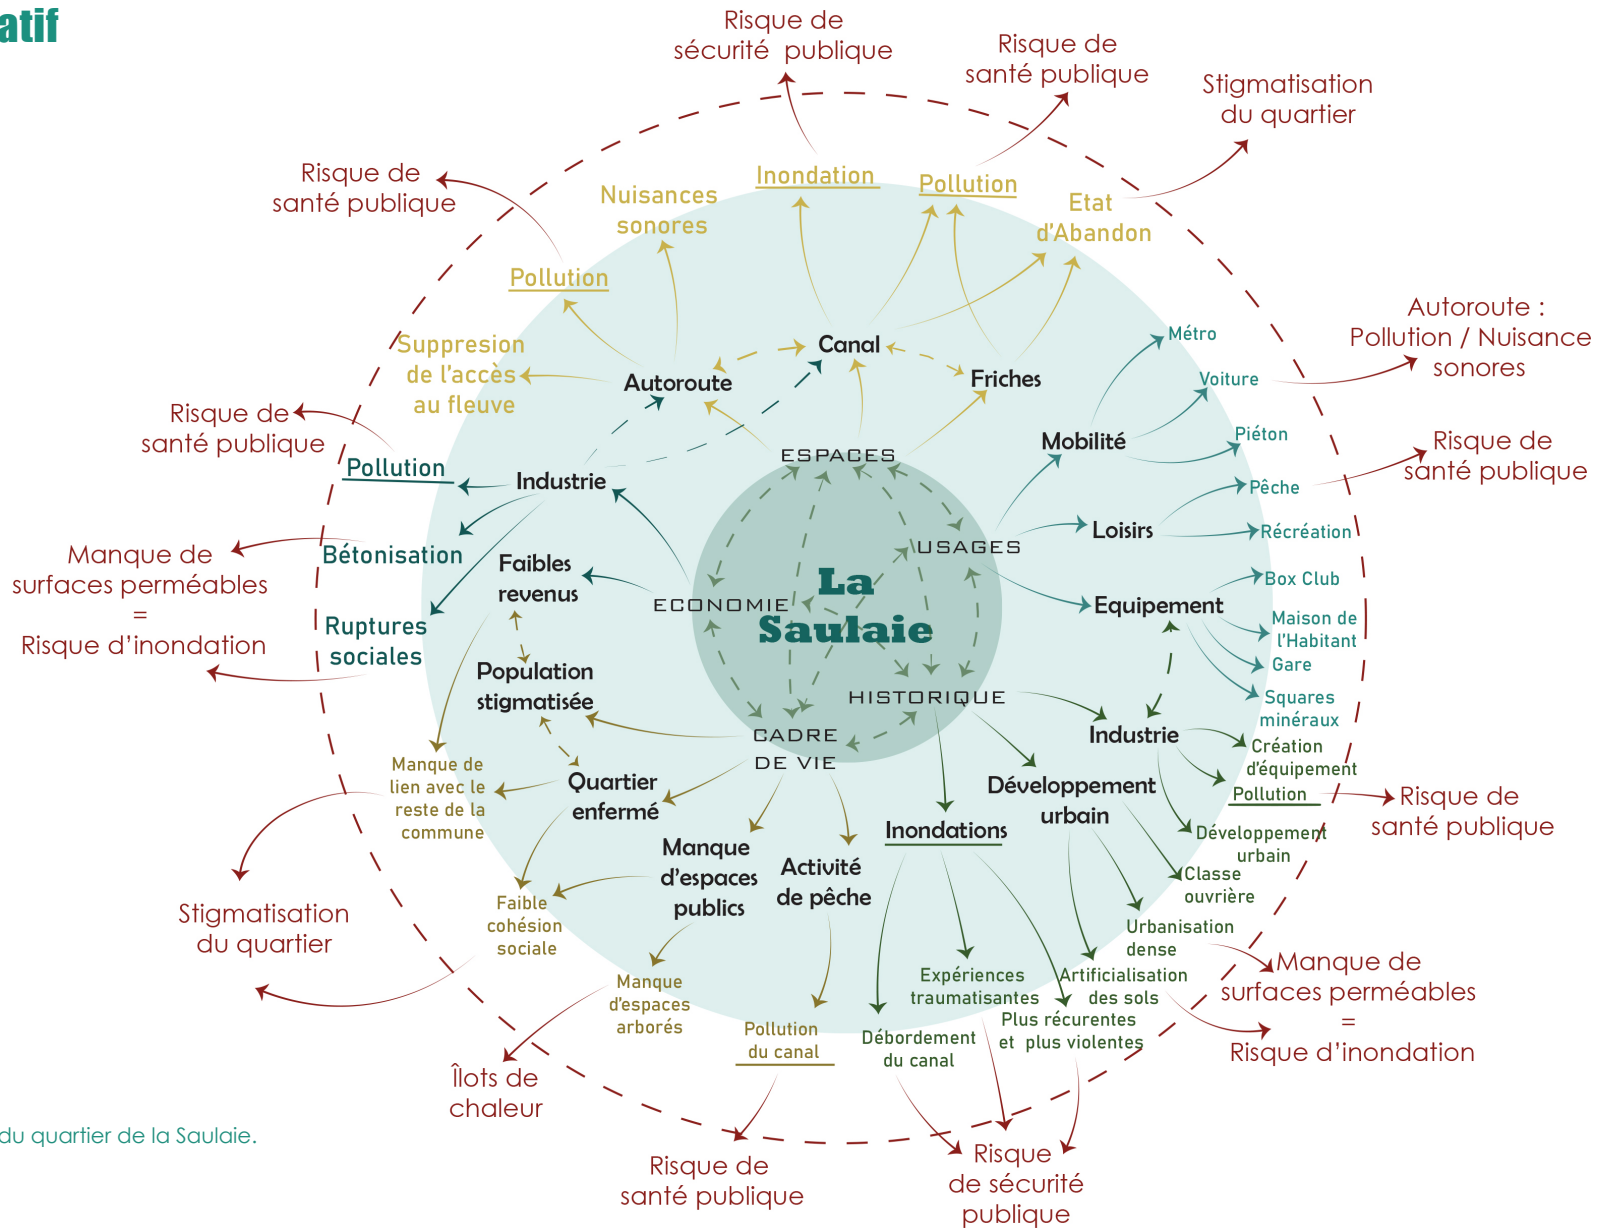 atif
Risque de
sécurité publique
Risque de
santé publique
Stigmatisation
du quartier
Risque de
santé publique
Nuisances
sonores
Inondation
Pollution
Etat
d'Abandon
Pollution
Suppresion
de l'accès
au fleuve
Autoroute
Canal
Friches
Métro
Voiture
Autoroute :
Pollution / Nuisance
sonores
Risque de
santé publique
Pollution
Industrie
ESPACES
Mobilité
Piéton
Pêche
Risque de
santé publique
Bétonisation
Manque de
surfaces perméables
=
Risque d'inondation
Ruptures
sociales
Faibles
revenus
ECONOMIE
USAGES
La
Saulaie
Loisirs
Récréation
Equipement
Box Club
Maison de
l'Habitant
Gare
Squares
minéraux
Population
stigmatisée
HISTORIQUE
CADRE
DE VIE
Industrie
Création
d'équipement
Pollution
Risque de
santé publique
Développement
urbain
Classe
ouvrière
Manque de
lien avec le
reste de la
commune
Quartier
enfermé
Développement
urbain
Inondations
Manque
d'espaces
publics
Activité
de pêche
Faible
cohésion
sociale
Stigmatisation
du quartier
Urbanisation
dense
Artificialisation
des sols
Manque de
surfaces perméables
=
Risque d'inondation
Expériences
traumatisantes
Plus récurentes
et plus violentes
Manque
d'espaces
arborés
Pollution
du canal
Débordement
du canal
Îlots de
chaleur
Risque de
santé publique
Risque
de sécurité
publique
du quartier de la Saulaie.